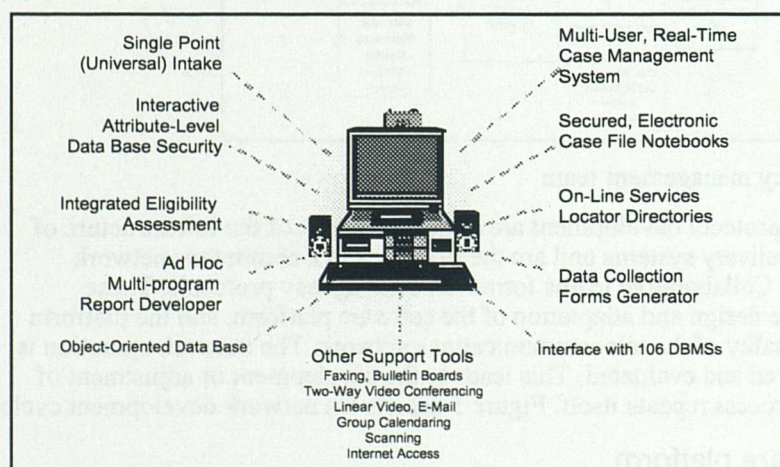 Single Point
(Universal) Intake
Interactive
Attribute-Level
Data Base Security
Integrated Eligibility
Assessment
Multi-program
Report Developer
Object-Oriented Data Base
Multi-User, Real-Time
Case Management
System
Secured, Electronic
Case File Notebooks
On-Line Services
Locator Directories
Data Collection
Forms Generator
Interface with 106 DBMSs
Other Support Tools
Faxing, Bulletin Boards
Two-Way Video Conferencing
Linear Video, E-Mail
Group Calendaring
Scanning
Internet Access